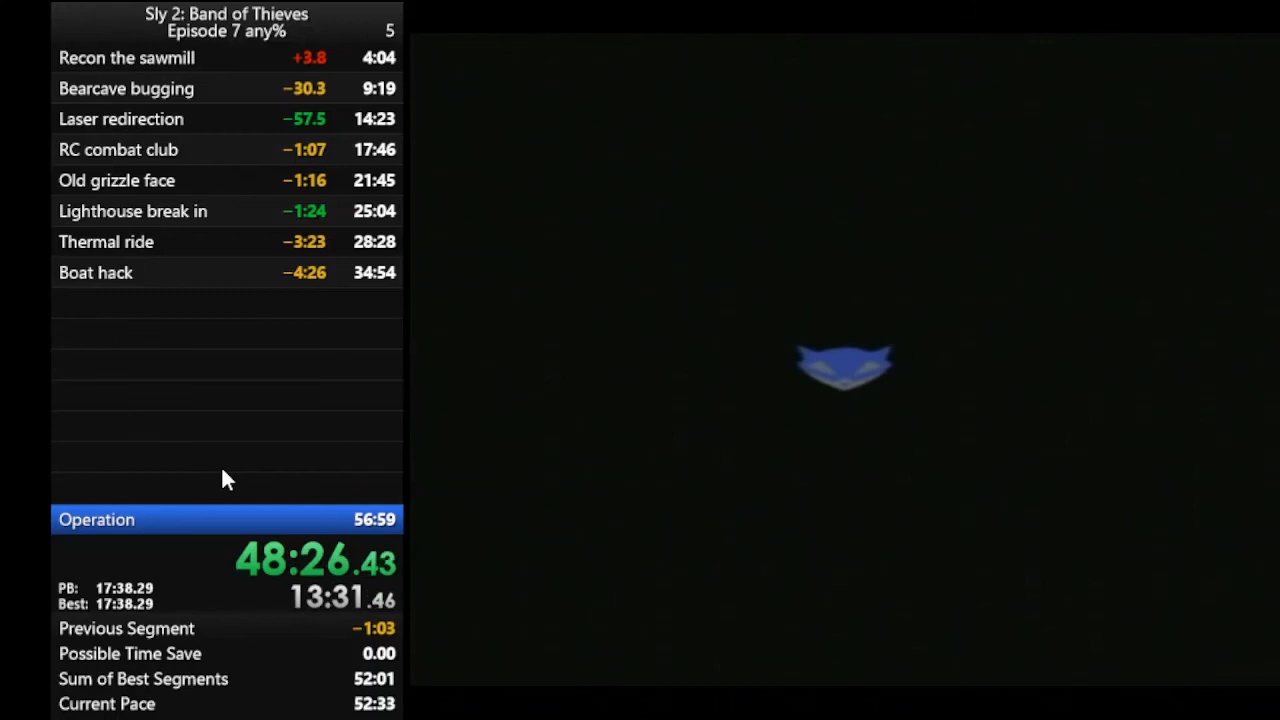 Sly 2: Band of Thieves
Episode 7 any% 5
Recon the sawmill +3.8 4:04
Bearcave bugging −30.3 9:19
Laser redirection −57.5 14:23
RC combat club −1:07 17:46
Old grizzle face −1:16 21:45
Lighthouse break in −1:24 25:04
Thermal ride −3:23 28:28
Boat hack −4:26 34:54
Operation 56:59
48:26.43
PB: 17:38.29
Best: 17:38.29
13:31.46
Previous Segment −1:03
Possible Time Save 0.00
Sum of Best Segments 52:01
Current Pace 52:33